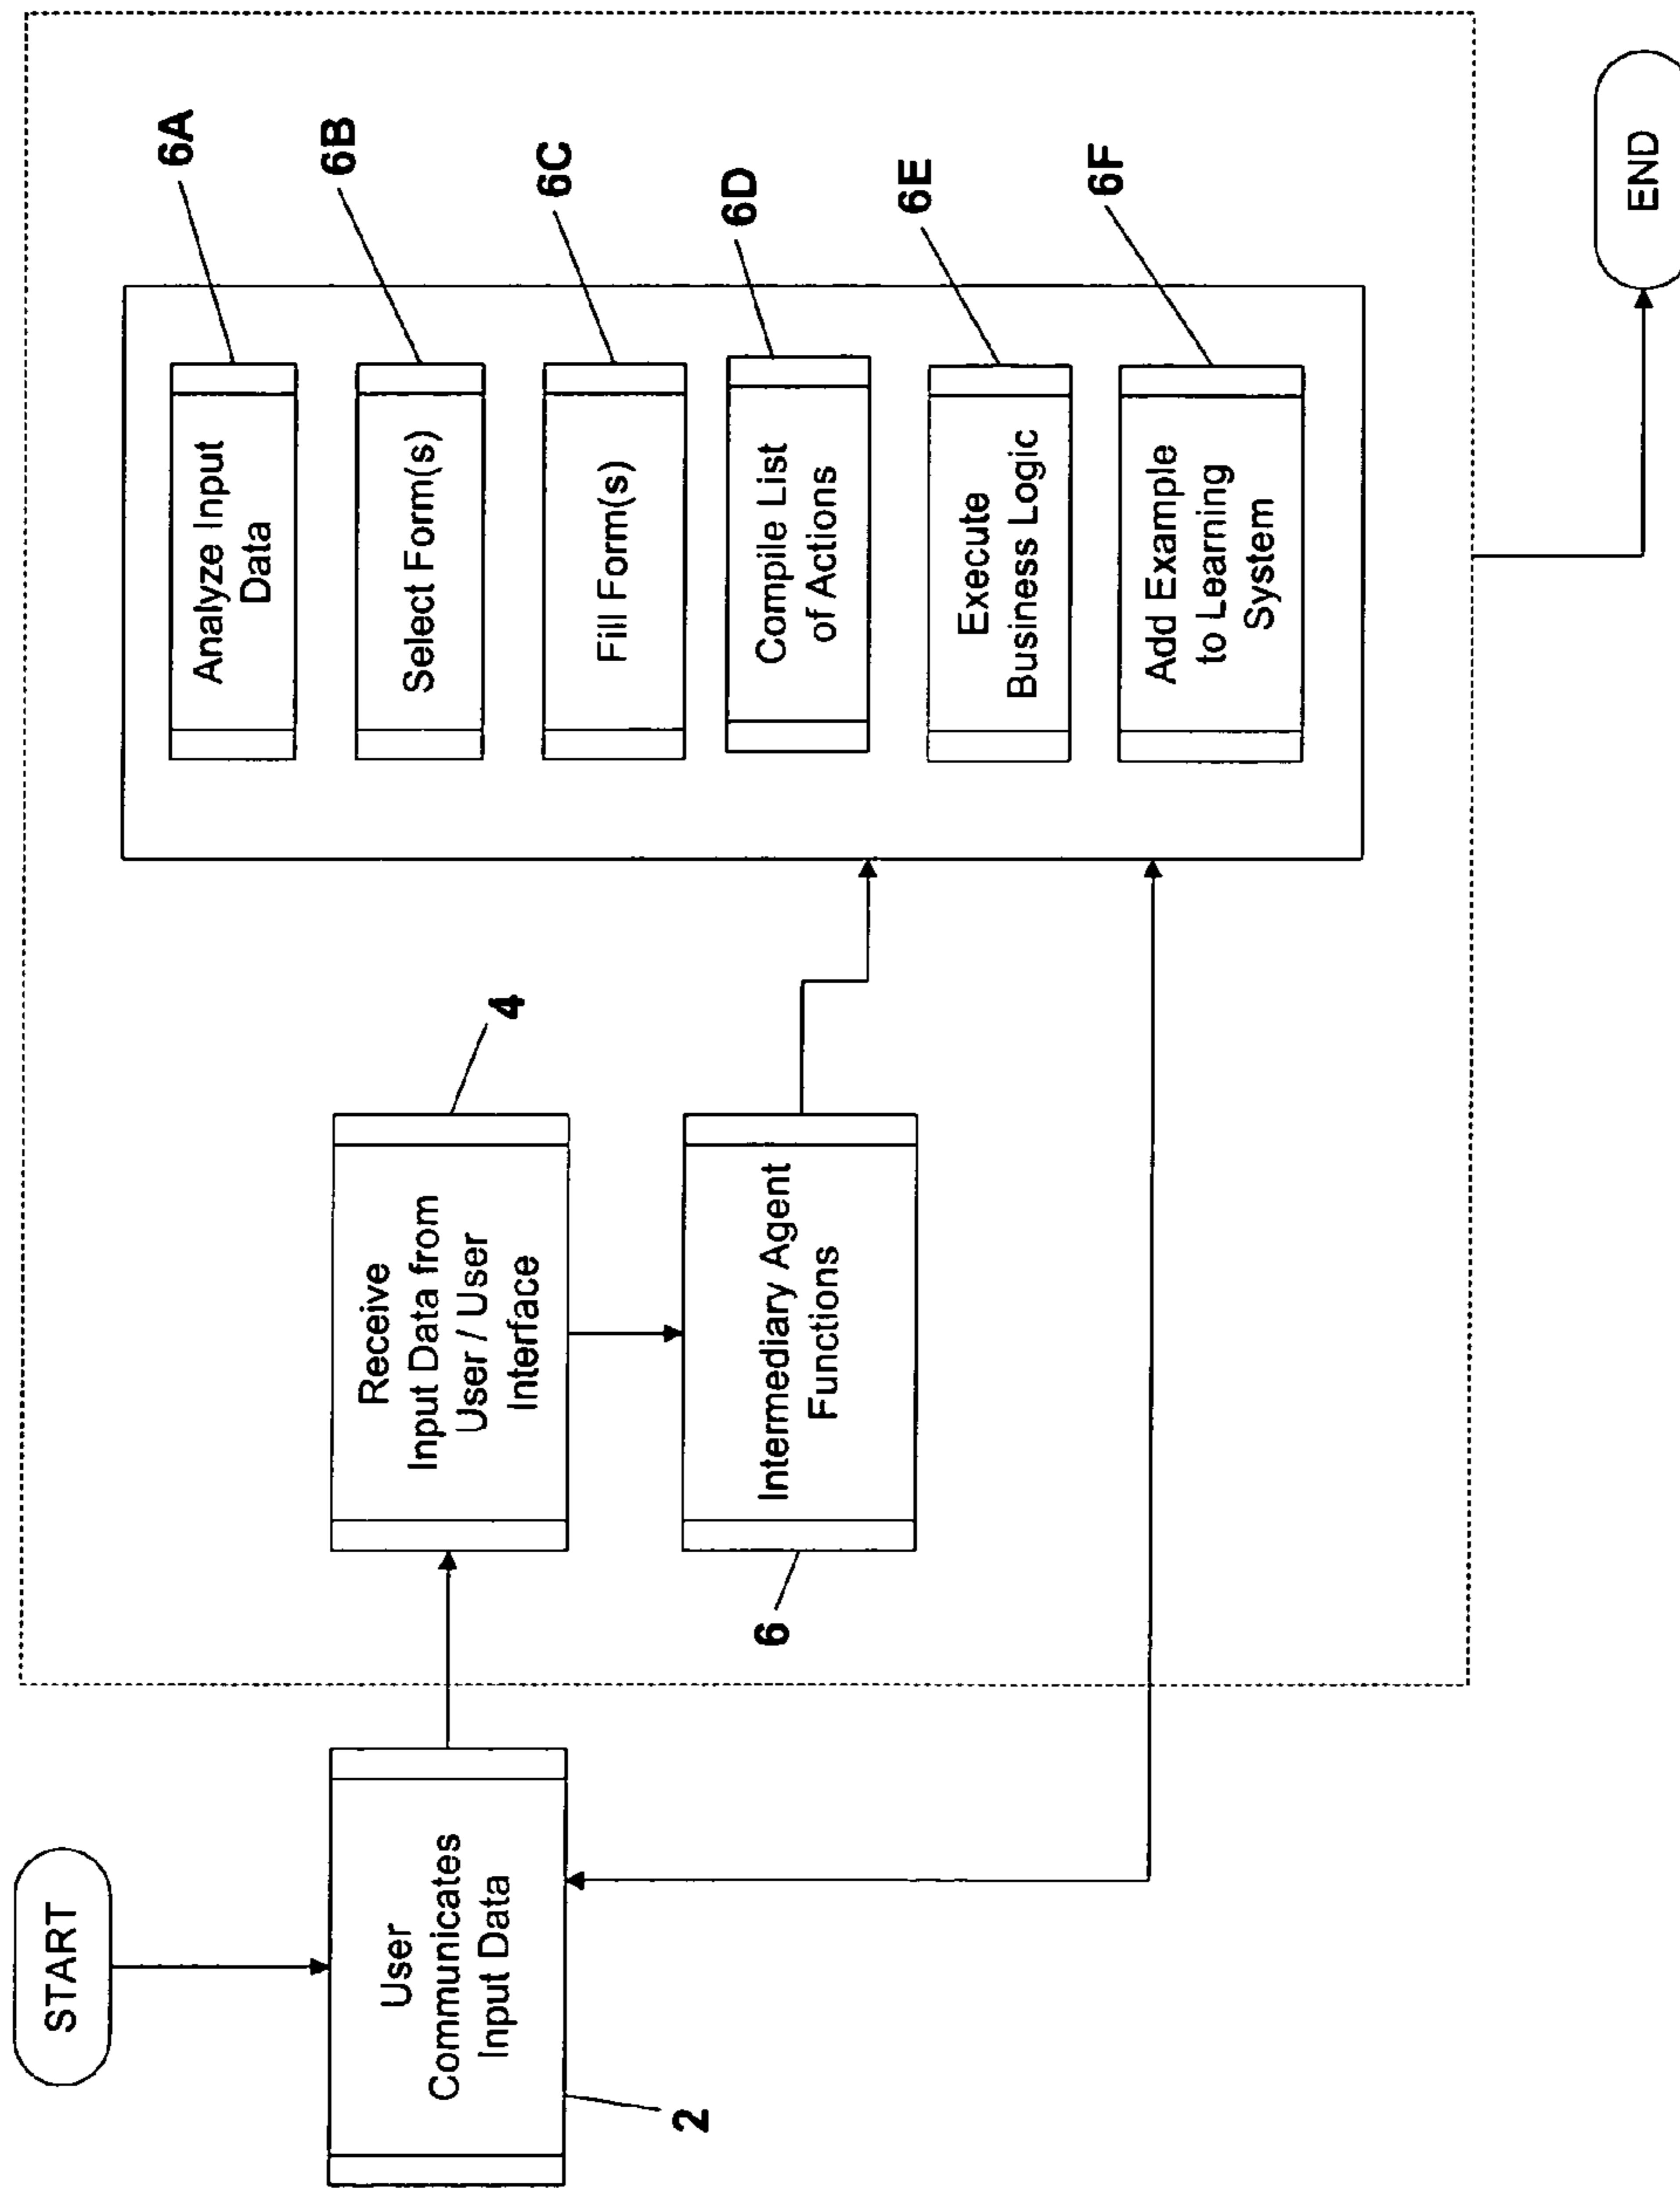 START
User
Communicates
Input Data
2
Receive
Input Data from
User / User
Interface
4
Intermediary Agent
Functions
6
Analyze Input
Data
6A
Select Form(s)
6B
Fill Form(s)
6C
Compile List
of Actions
6D
Execute
Business Logic
6E
Add Example
to Learning
System
6F
END